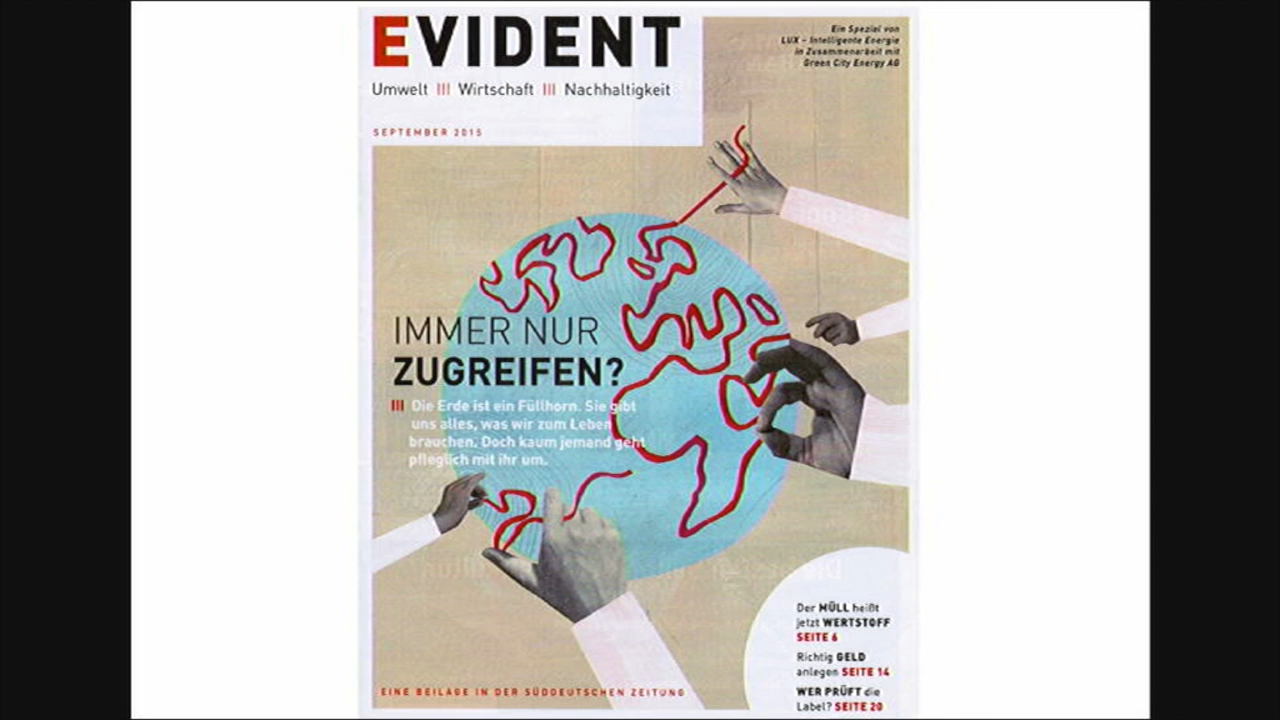 EVIDENT
Umwelt III Wirtschaft III Nachhaltigkeit
SEPTEMBER 2015
Ein Spezial von
LUX – Intelligente Energie
in Zusammenarbeit mit
Green City Energy AG
IMMER NUR
ZUGREIFEN?
III Die Erde ist ein Füllhorn. Sie gibt
uns alles, was wir zum Leben
brauchen. Doch kaum jemand geht
pfleglich mit ihr um.
Der MÜLL heißt
jetzt WERTSTOFF
SEITE 6
Richtig GELD
anlegen SEITE 14
WER PRÜFT die
Label? SEITE 20
EINE BEILAGE IN DER SÜDDEUTSCHEN ZEITUNG